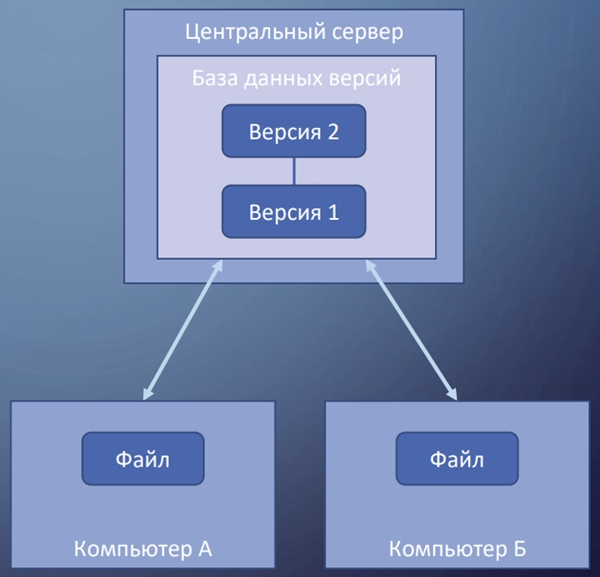 Центральный сервер
База данных версий
Версия 2
Версия 1
Файл
Компьютер А
Файл
Компьютер Б